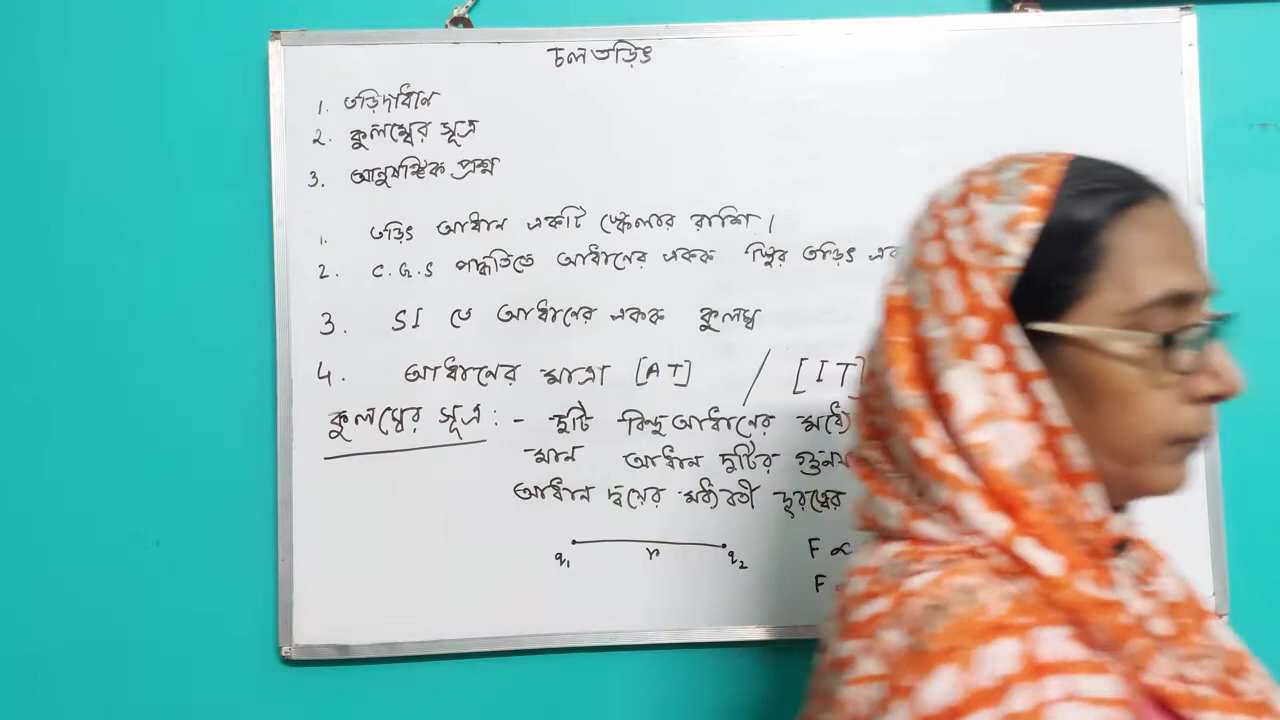 চলতড়িৎ
1. তড়িদাধান
2. কুলম্বের সূত্র
3. আনুষঙ্গিক প্রশ্ন
1. তড়িৎ আধান একটি স্কেলার রাশি।
2. C.G.S পদ্ধতিতে আধানের একক স্থির তড়িৎ এক
3. SI তে আধানের একক কুলম্ব
4. আধানের মাত্রা [AT] / [IT]
কুলম্বের সূত্র:- দুটি বিন্দু আধানের মধ্যে
মান আধান দুটির গুনফ
আধান দ্বয়ের মধ্যবর্তী দূরত্বের
q₁ r q₂ F ∝
F